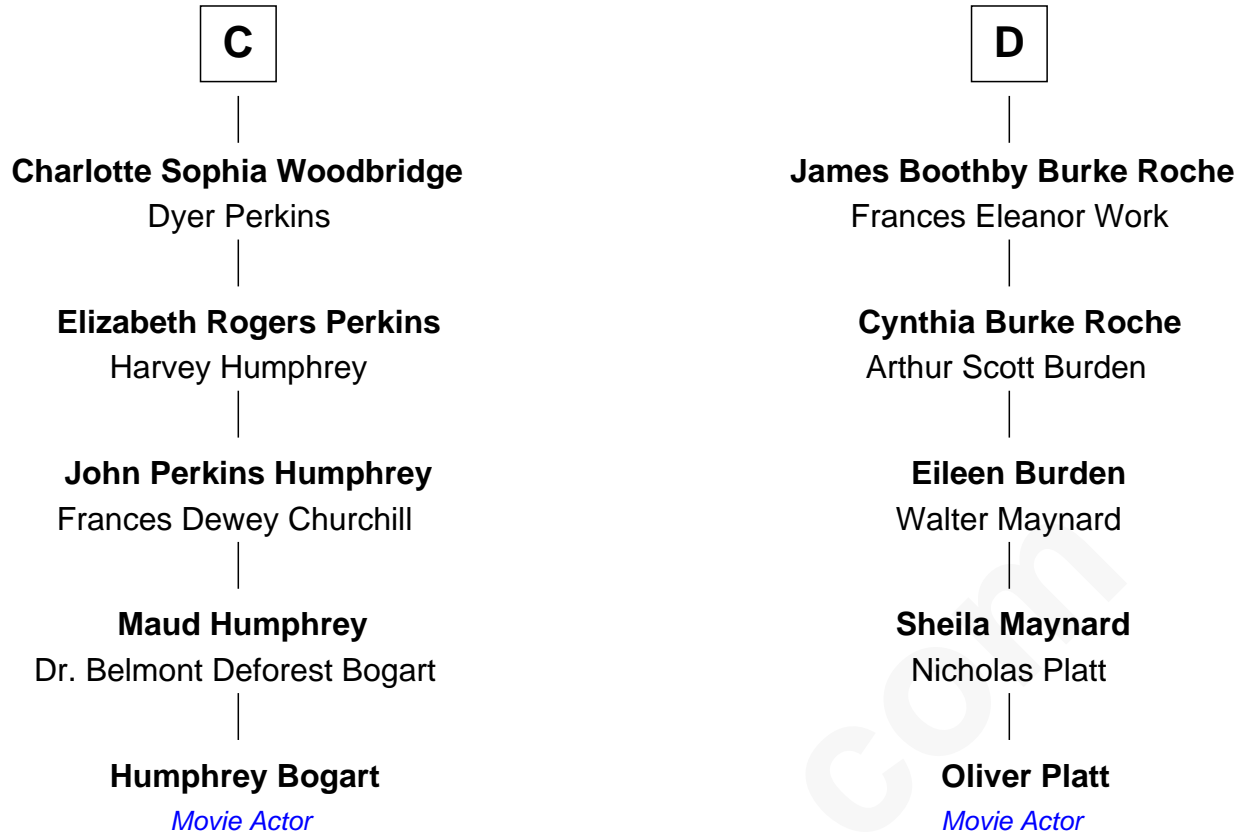 C
Charlotte Sophia Woodbridge
Dyer Perkins
Elizabeth Rogers Perkins
Harvey Humphrey
John Perkins Humphrey
Frances Dewey Churchill
Maud Humphrey
Dr. Belmont Deforest Bogart
Humphrey Bogart
Movie Actor
D
James Boothby Burke Roche
Frances Eleanor Work
Cynthia Burke Roche
Arthur Scott Burden
Eileen Burden
Walter Maynard
Sheila Maynard
Nicholas Platt
Oliver Platt
Movie Actor
com